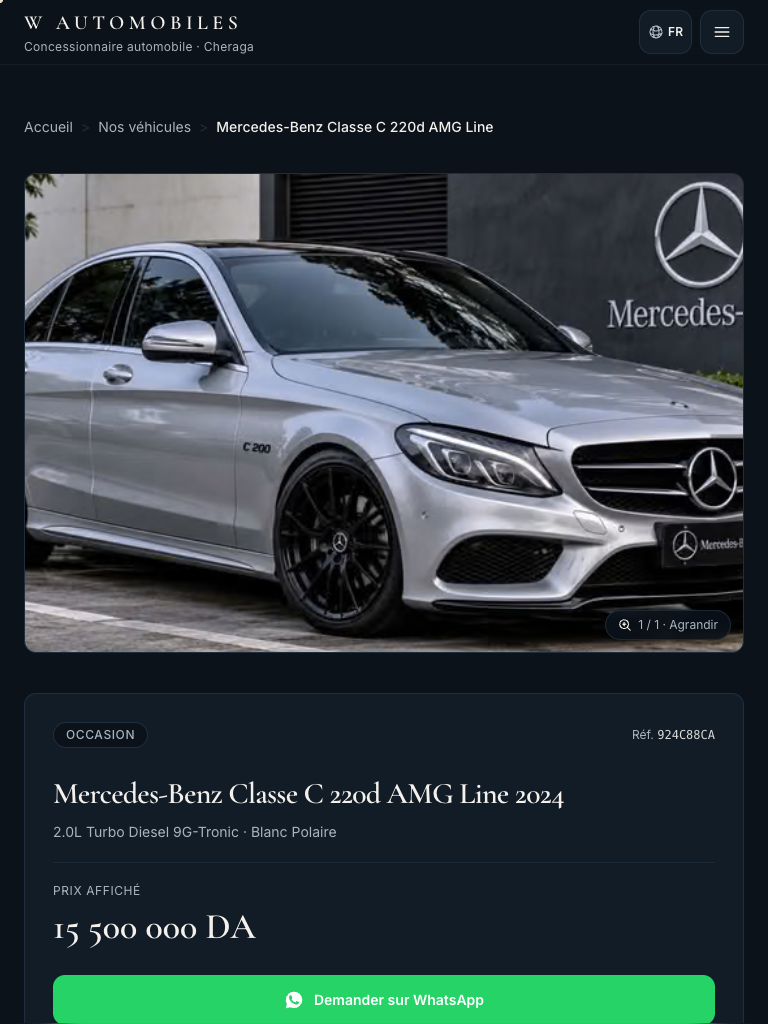 W AUTOMOBILES
Concessionnaire automobile · Cheraga
FR
Accueil > Nos véhicules > Mercedes-Benz Classe C 220d AMG Line
Mercedes-
C 200
Mercedes-B
1 / 1 · Agrandir
OCCASION
Réf. 924C88CA
Mercedes-Benz Classe C 220d AMG Line 2024
2.0L Turbo Diesel 9G-Tronic · Blanc Polaire
PRIX AFFICHÉ
15 500 000 DA
Demander sur WhatsApp